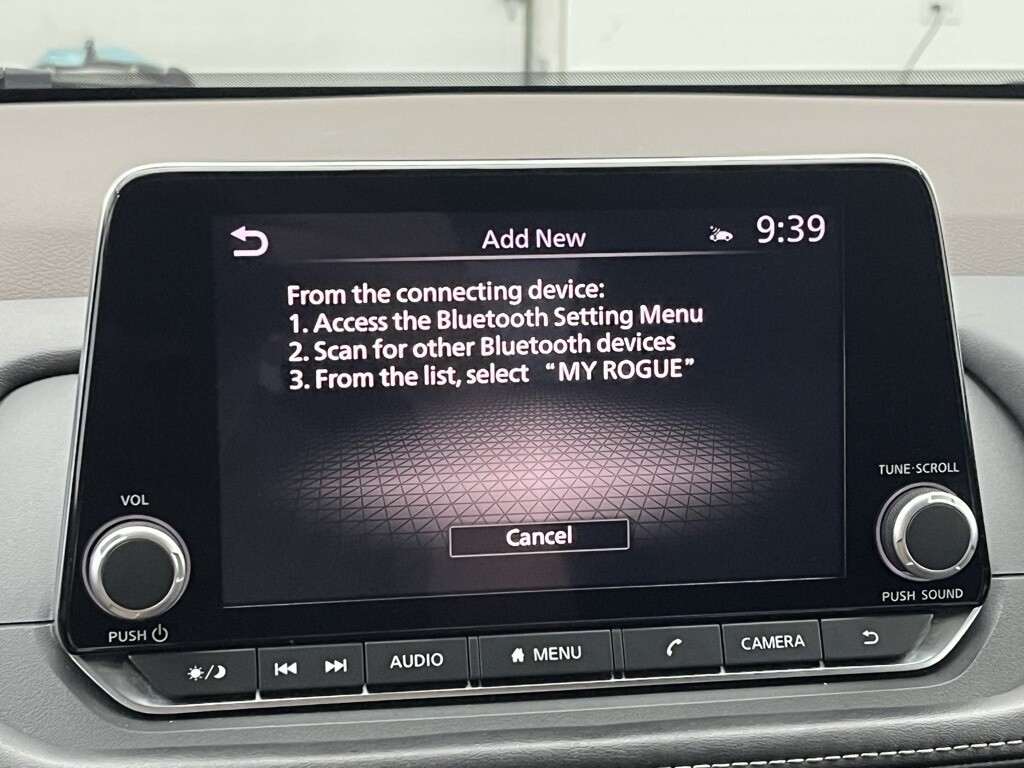 Add New
9:39
From the connecting device:
1. Access the Bluetooth Setting Menu
2. Scan for other Bluetooth devices
3. From the list, select “MY ROGUE”
Cancel
VOL
PUSH
TUNE·SCROLL
PUSH SOUND
AUDIO
MENU
CAMERA